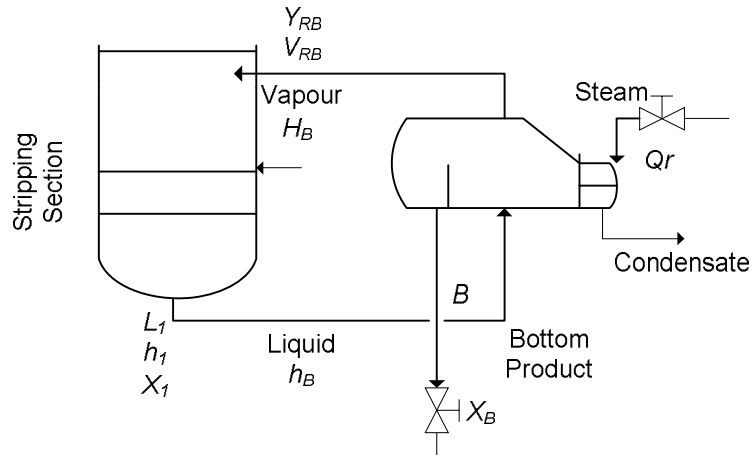 Y_RB
V_RB
Vapour
H_B
Steam
Qr
Stripping
Section
Condensate
B
L_1
h_1
X_1
Liquid
h_B
Bottom
Product
X_B